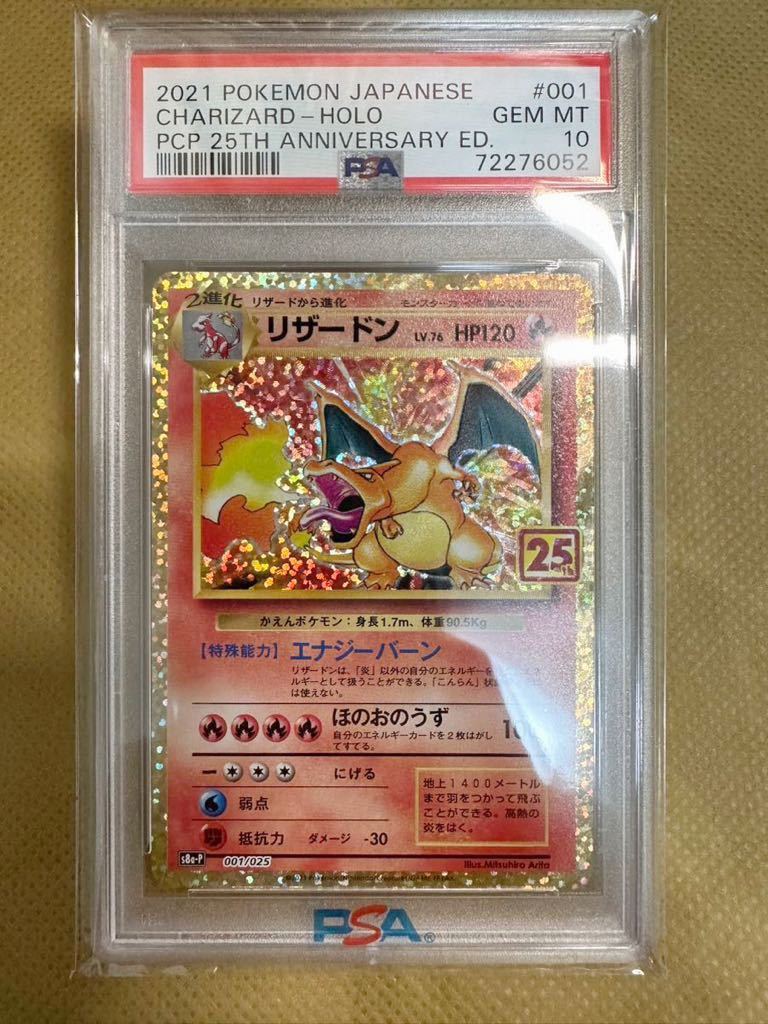 2021 POKEMON JAPANESE #001
CHARIZARD-HOLO GEM MT
PCP 25TH ANNIVERSARY ED. 10
PSA 72276052
2進化 リザードから進化
リザードン LV.76 HP120
25
かえんポケモン：身長1.7m、体重90.5Kg
【特殊能力】エナジーバーン
リザードンは、「炎」以外の自分のエネルギーを
ルギーとして扱うことができる。「こんらん」状
は使えない。
ほのおのうず 10
自分のエネルギーカードを２枚はがし
てすてる。
にげる
弱点
抵抗力 ダメージ -30
地上1400メートル
まで羽をつかって飛ぶ
ことができる。高熱の
炎をはく。
s8a-P 001/025
Illus.Mitsuhiro Arita
PSA®